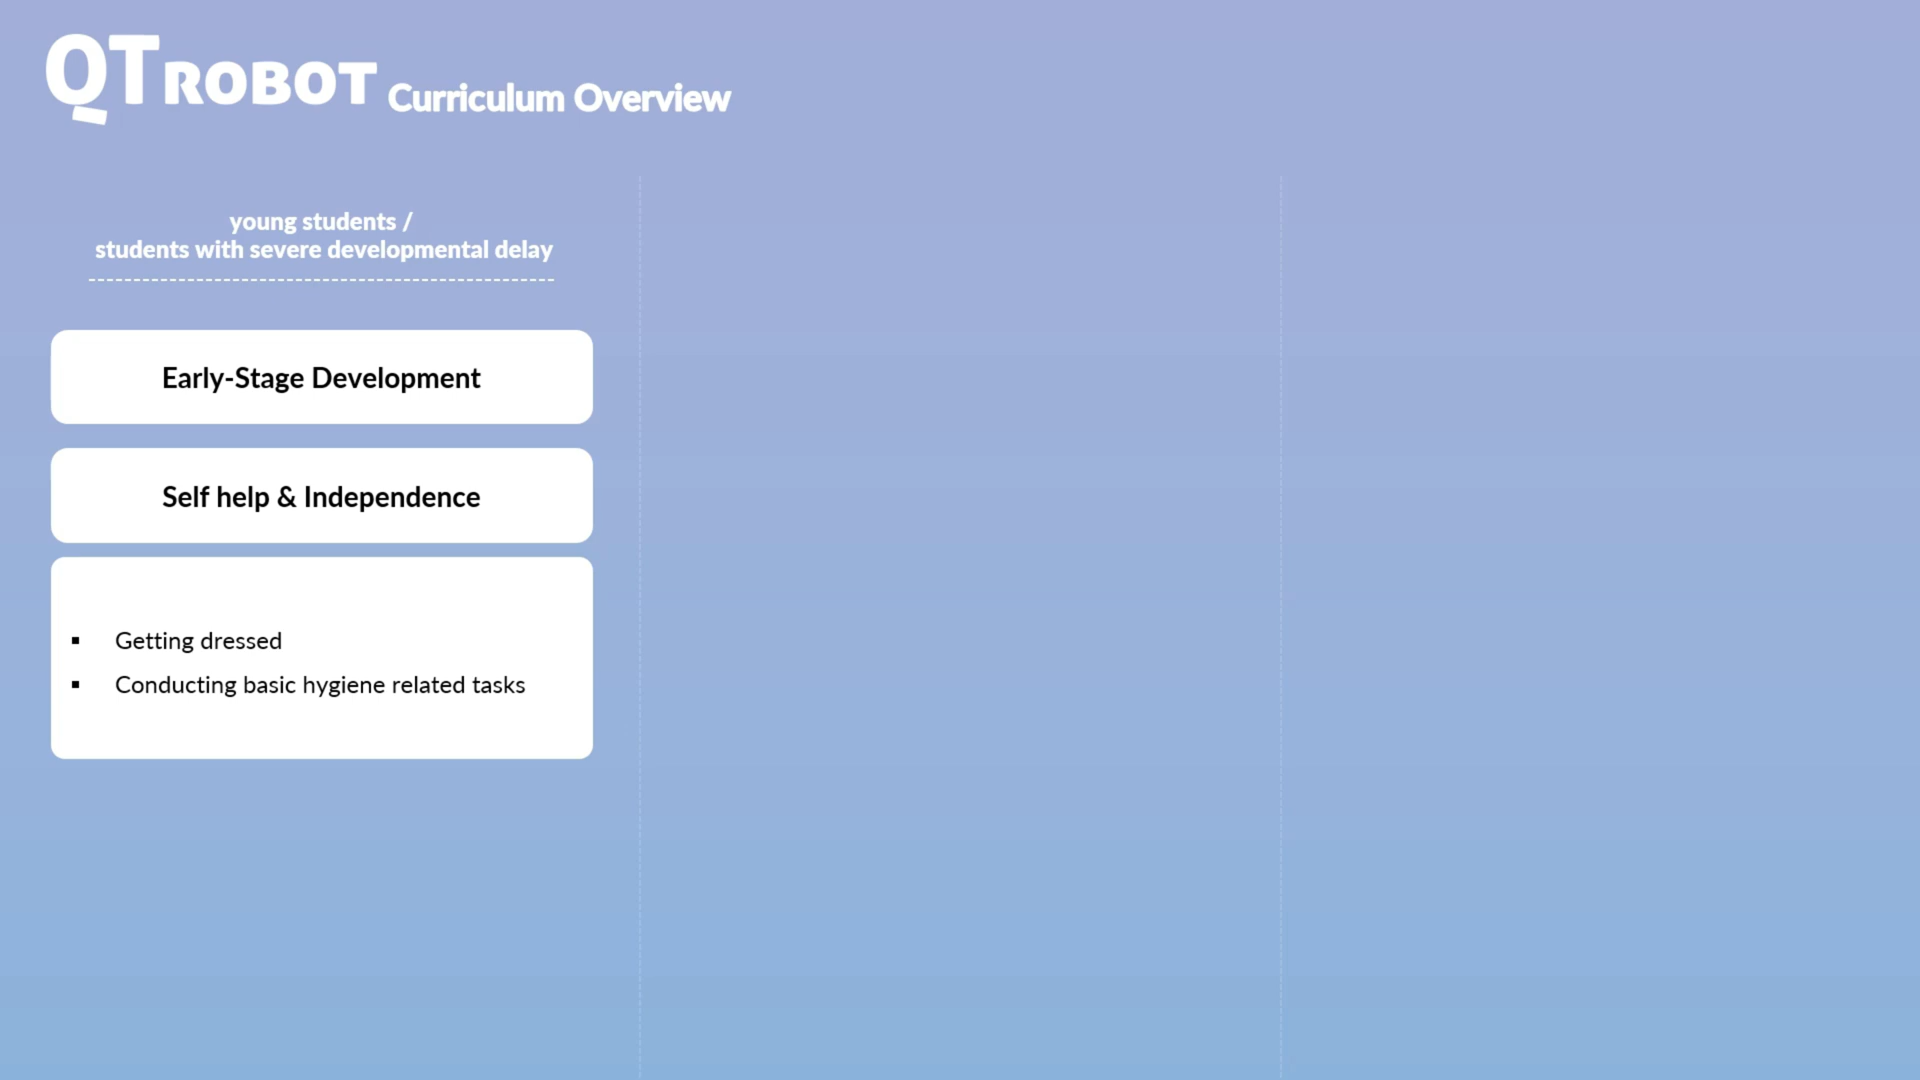 QTROBOT Curriculum Overview
young students /
students with severe developmental delay
Early-Stage Development
Self help & Independence
▪ Getting dressed
▪ Conducting basic hygiene related tasks